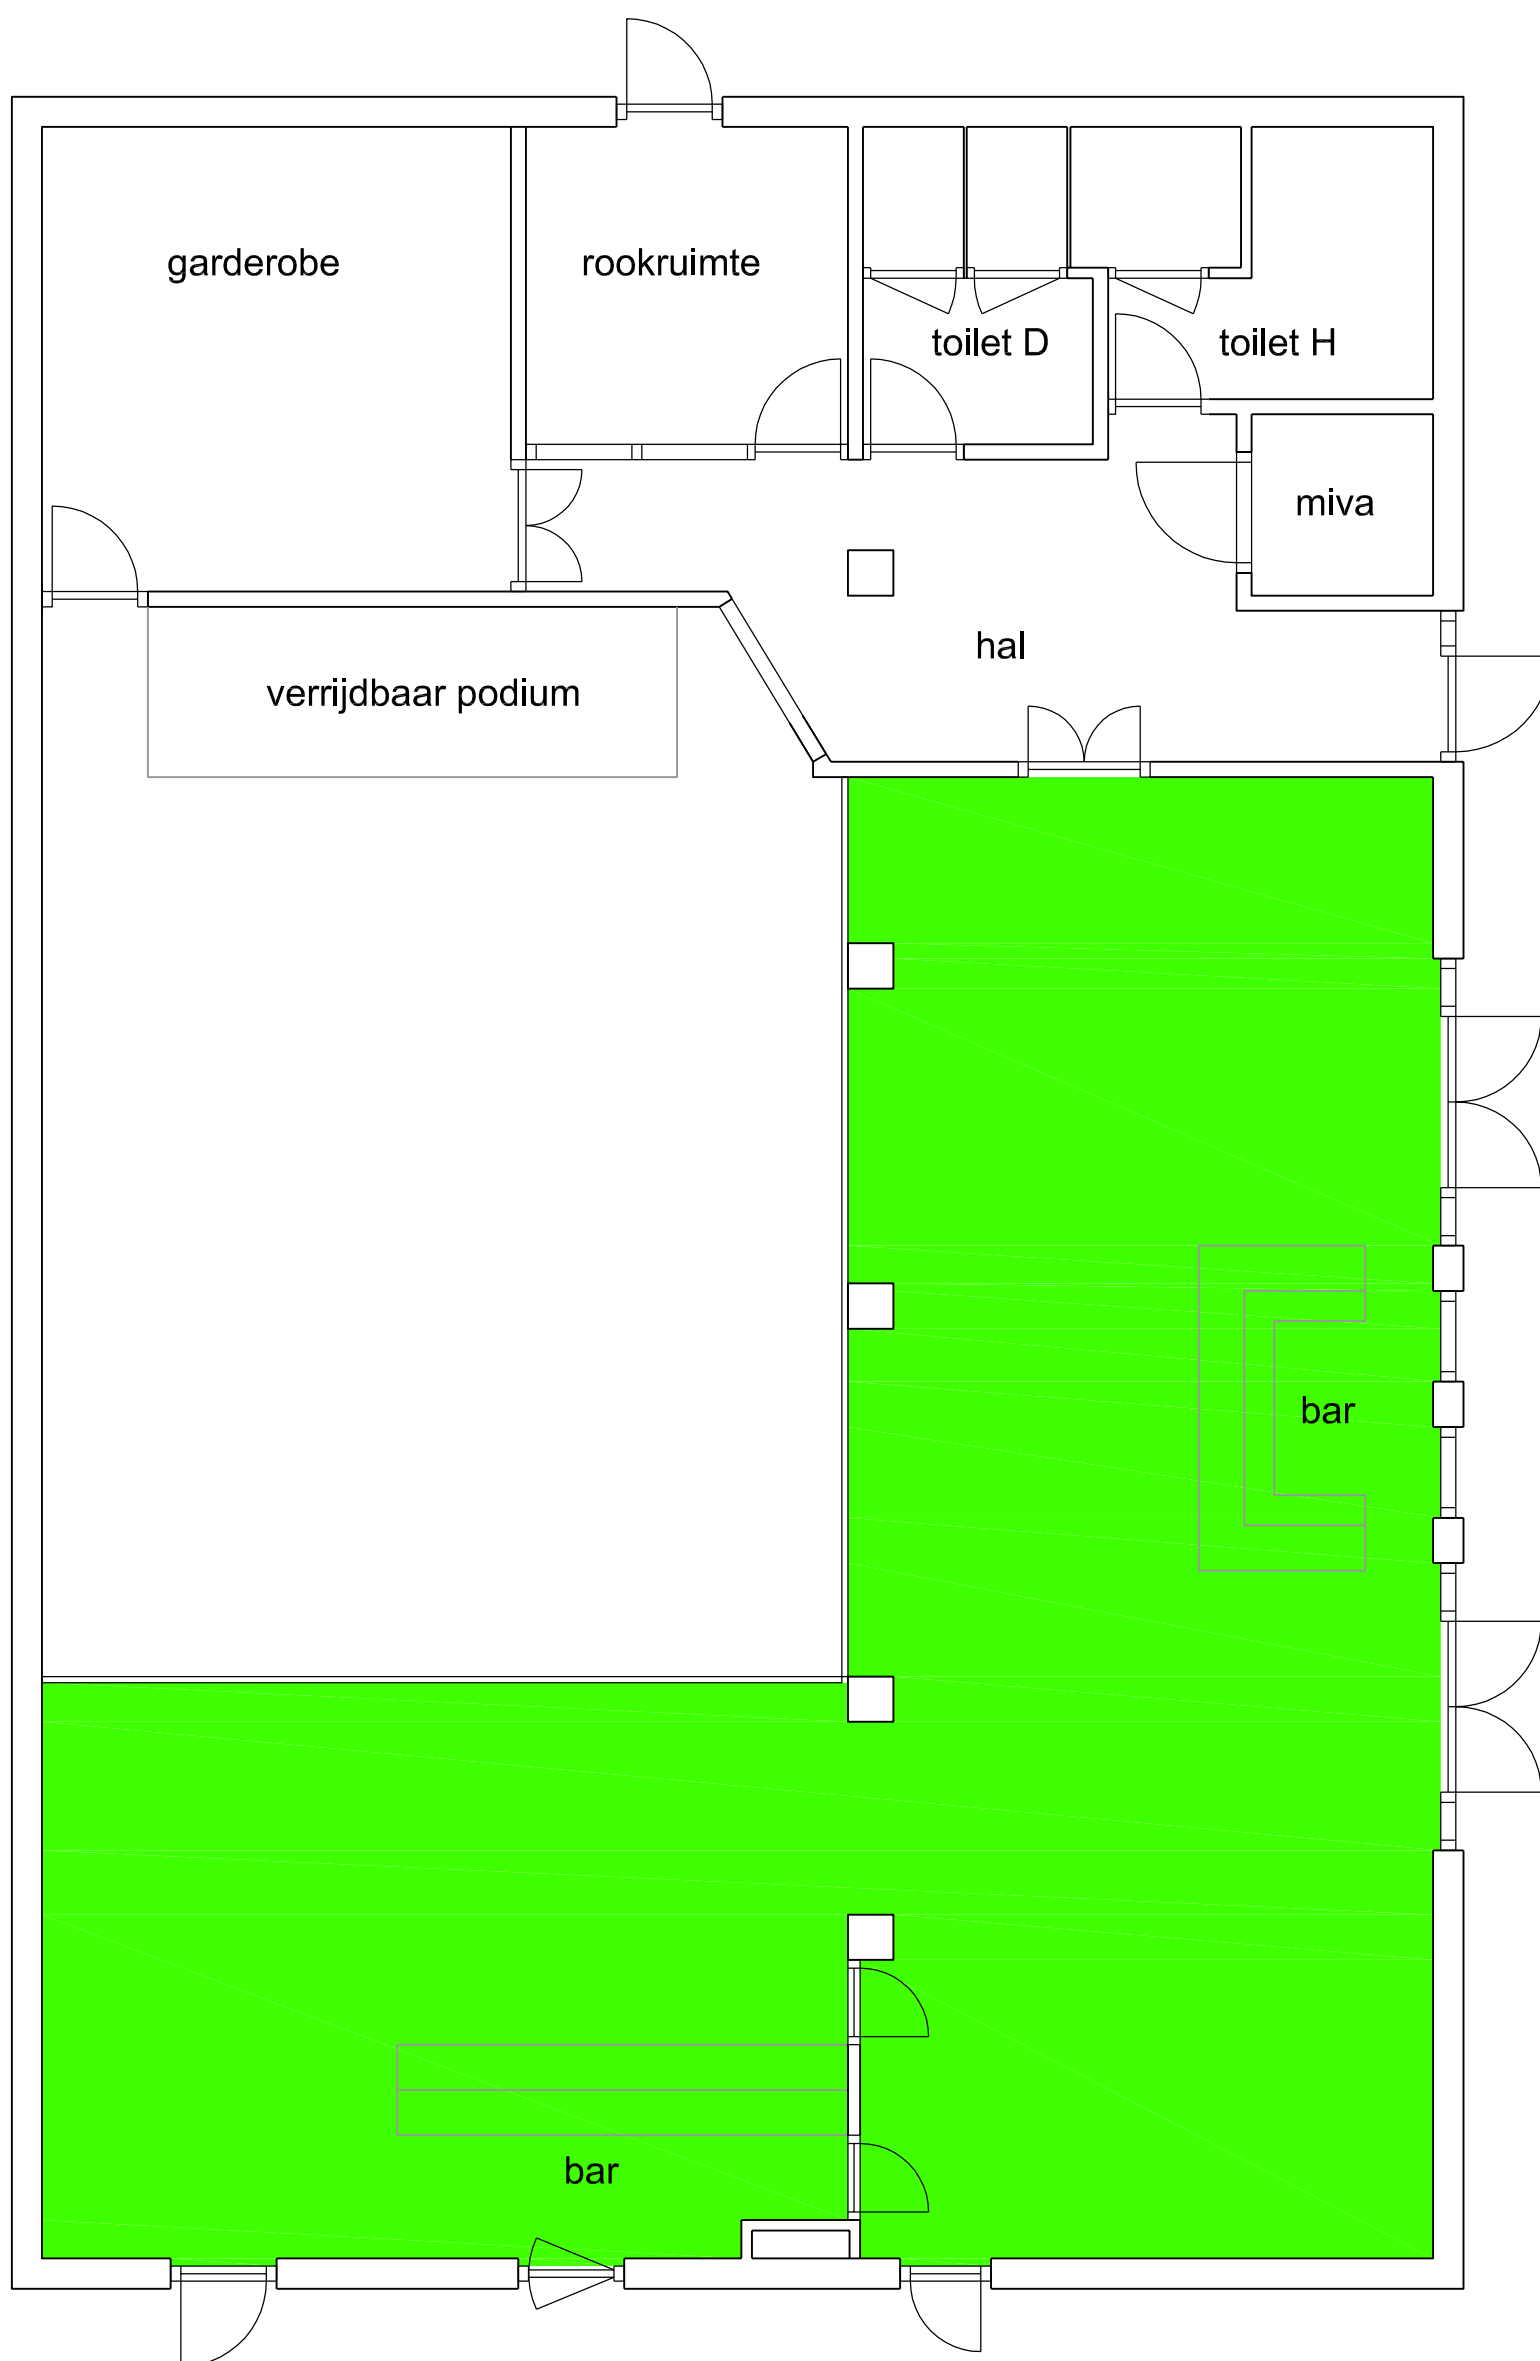 garderobe
rookruimte
toilet D
toilet H
miva
hal
verrijdbaar podium
bar
bar